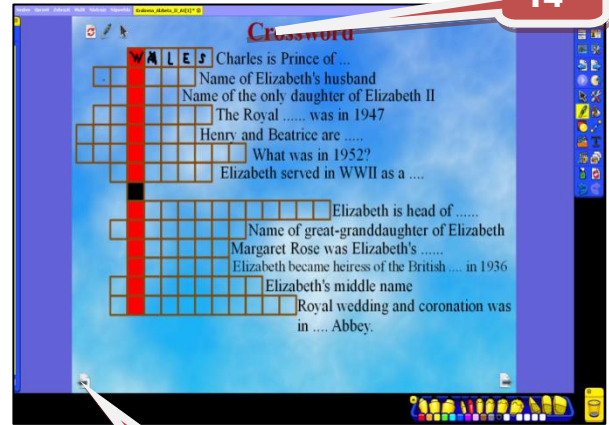 14
Crossword
WALES Charles is Prince of ...
Name of Elizabeth's husband
Name of the only daughter of Elizabeth II
The Royal ...... was in 1947
Henry and Beatrice are .....
What was in 1952?
Elizabeth served in WWII as a ....
Elizabeth is head of ......
Name of great-granddaughter of Elizabeth
Margaret Rose was Elizabeth's ......
Elizabeth became heiress of the British .... in 1936
Elizabeth's middle name
Royal wedding and coronation was
in .... Abbey.